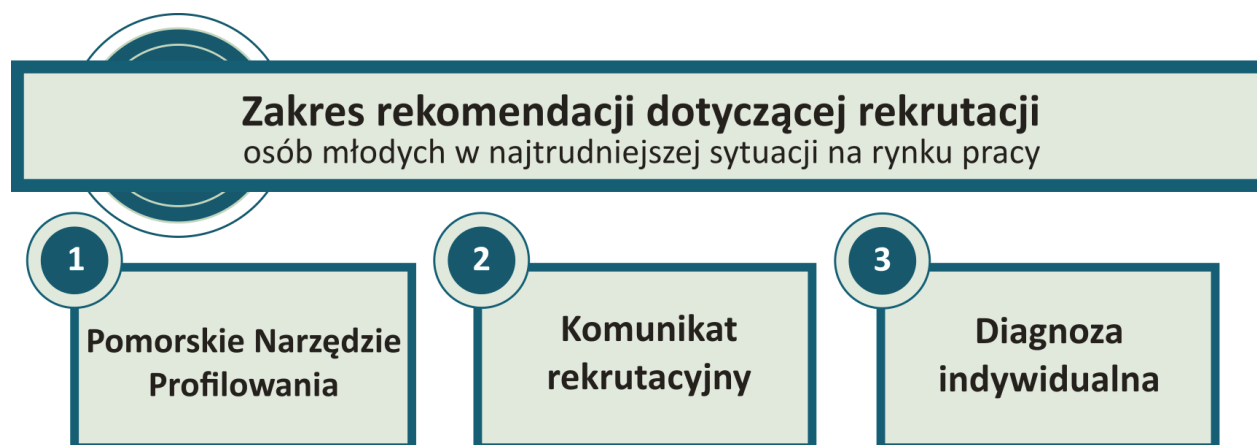 Zakres rekomendacji dotyczącej rekrutacji
osób młodych w najtrudniejszej sytuacji na rynku pracy
1
Pomorskie Narzędzie
Profilowania
2
Komunikat
rekrutacyjny
3
Diagnoza
indywidualna